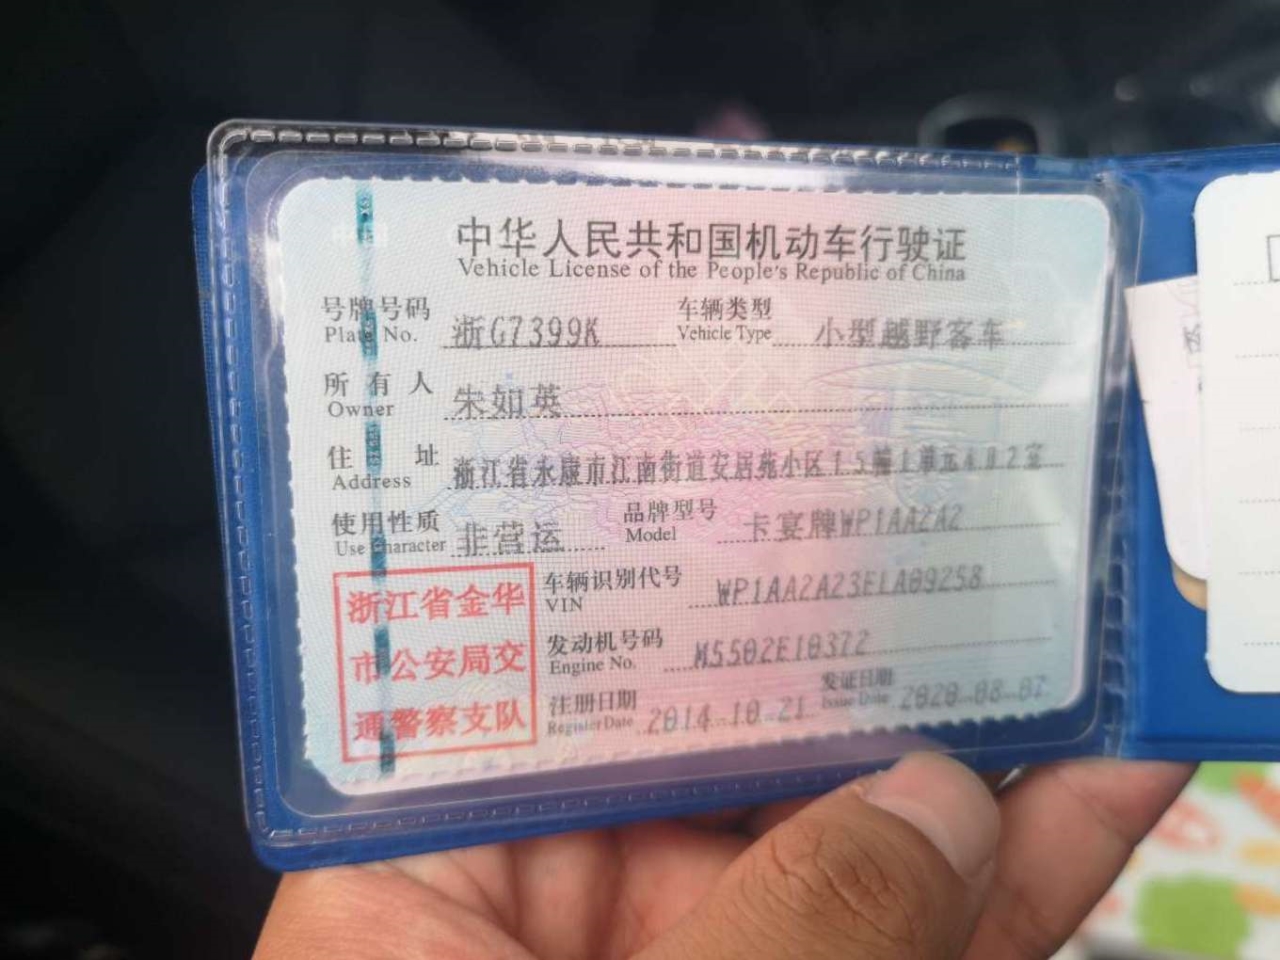 中华人民共和国机动车行驶证
Vehicle License of the People's Republic of China
号牌号码 浙G7399K 车辆类型 小型越野客车
Plate No. Vehicle Type
所有人 朱如英
Owner
住址 浙江省永康市江南街道安居苑小区15幢1单元402室
Address
使用性质 非营运 品牌型号 卡宴牌WP1AA2A2
Use Character Model
车辆识别代号 WP1AA2A23ELA09258
VIN
发动机号码 M5502E10372
Engine No.
注册日期 2014-10-21 发证日期 2020-08-07
Register Date Issue Date
浙江省金华
市公安局交
通警察支队